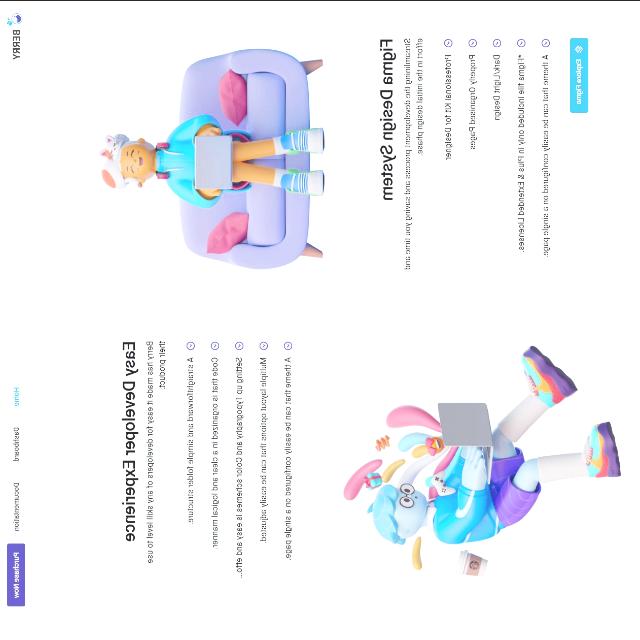 BERRY
Home
Dashboard
Documentation
Purchase Now
Easy Developer Experience
Berry has made it easy for developers of any skill level to use
their product.
A straightforward and simple folder structure.
Code that is organized in a clear and logical manner.
Setting up Typography and Color schemes is easy and effo...
Multiple layout options that can be easily adjusted.
A theme that can be easily configured on a single page.
Figma Design System
Streamlining the development process and saving you time and
effort in the initial design phase.
Professional Kit for Designer
Properly Organised Pages
Dark/Light Design
*Figma file included only in Plus & Extended Licenses.
A theme that can be easily configured on a single page.
Explore Figma